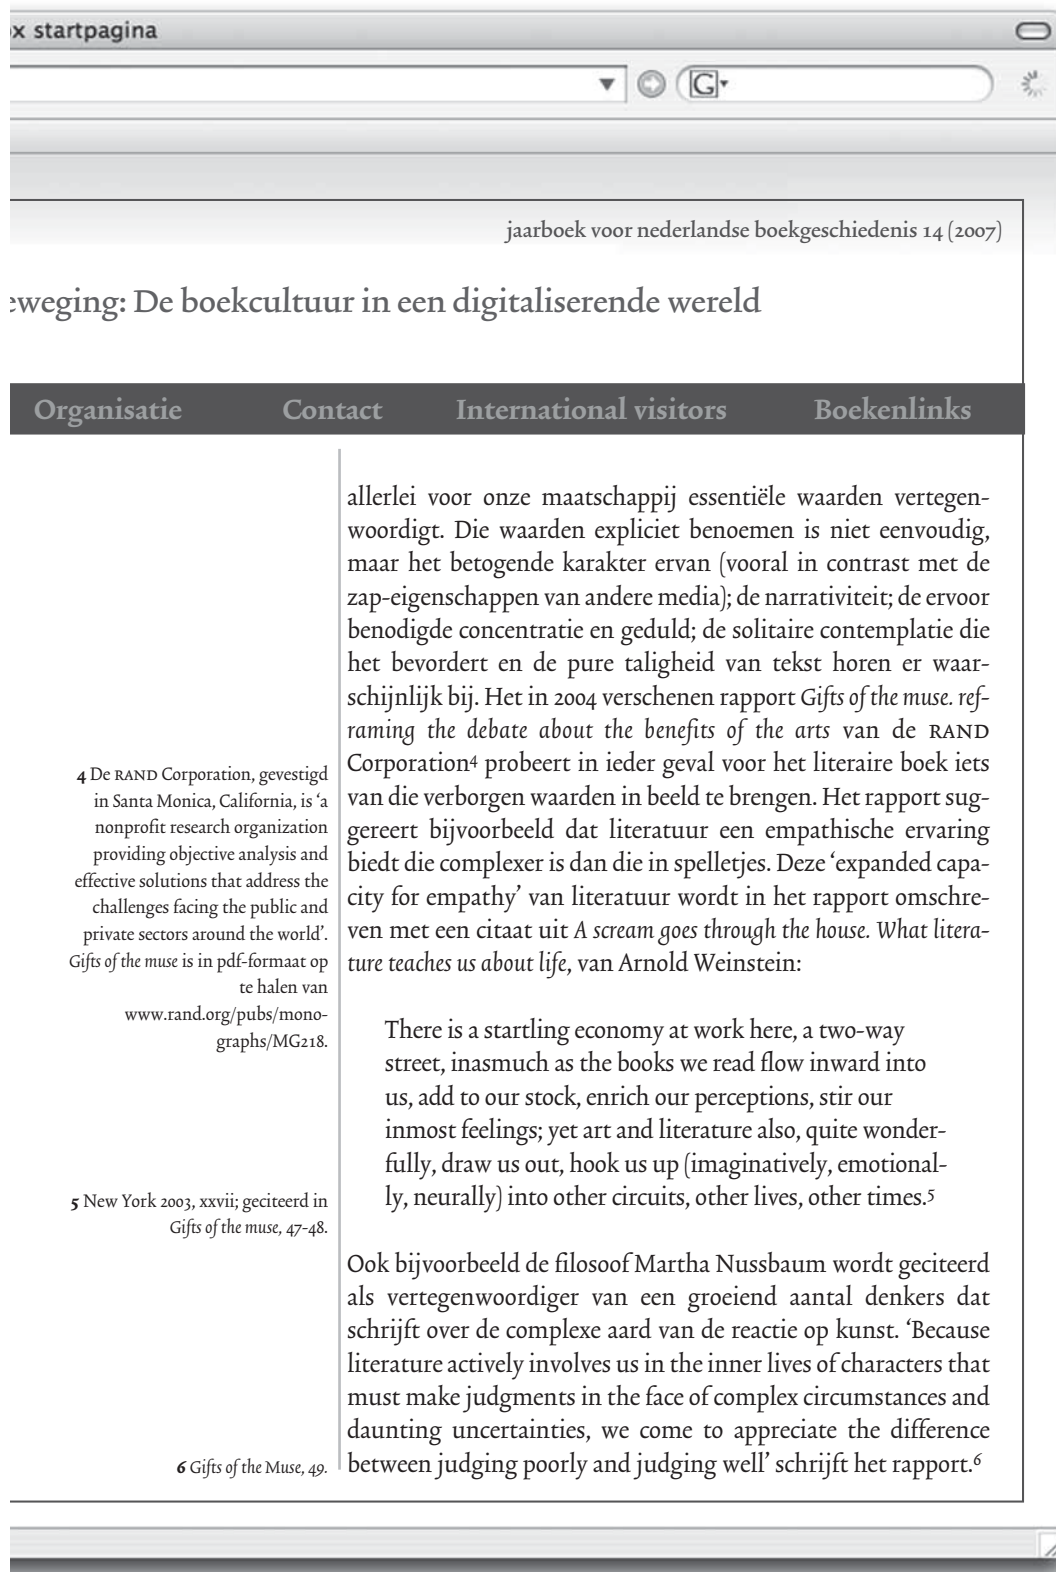 x startpagina
G
jaarboek voor nederlandse boekgeschiedenis 14 (2007)
eweging: De boekcultuur in een digitaliserende wereld
Organisatie Contact International visitors Boekenlinks
allerlei voor onze maatschappij essentiële waarden vertegen-
woordigt. Die waarden expliciet benoemen is niet eenvoudig,
maar het betogende karakter ervan (vooral in contrast met de
zap-eigenschappen van andere media); de narrativiteit; de ervoor
benodigde concentratie en geduld; de solitaire contemplatie die
het bevordert en de pure taligheid van tekst horen er waar-
schijnlijk bij. Het in 2004 verschenen rapport Gifts of the muse. ref-
raming the debate about the benefits of the arts van de RAND
Corporation4 probeert in ieder geval voor het literaire boek iets
van die verborgen waarden in beeld te brengen. Het rapport sug-
gereert bijvoorbeeld dat literatuur een empathische ervaring
biedt die complexer is dan die in spelletjes. Deze ‘expanded capa-
city for empathy’ van literatuur wordt in het rapport omschre-
ven met een citaat uit A scream goes through the house. What litera-
ture teaches us about life, van Arnold Weinstein:
There is a startling economy at work here, a two-way
street, inasmuch as the books we read flow inward into
us, add to our stock, enrich our perceptions, stir our
inmost feelings; yet art and literature also, quite wonder-
fully, draw us out, hook us up (imaginatively, emotional-
ly, neurally) into other circuits, other lives, other times.5
Ook bijvoorbeeld de filosoof Martha Nussbaum wordt geciteerd
als vertegenwoordiger van een groeiend aantal denkers dat
schrijft over de complexe aard van de reactie op kunst. ‘Because
literature actively involves us in the inner lives of characters that
must make judgments in the face of complex circumstances and
daunting uncertainties, we come to appreciate the difference
between judging poorly and judging well’ schrijft het rapport.6
4 De RAND Corporation, gevestigd
in Santa Monica, California, is ‘a
nonprofit research organization
providing objective analysis and
effective solutions that address the
challenges facing the public and
private sectors around the world’.
Gifts of the muse is in pdf-formaat op
te halen van
www.rand.org/pubs/mono-
graphs/MG218.
5 New York 2003, xxvii; geciteerd in
Gifts of the muse, 47-48.
6 Gifts of the Muse, 49.